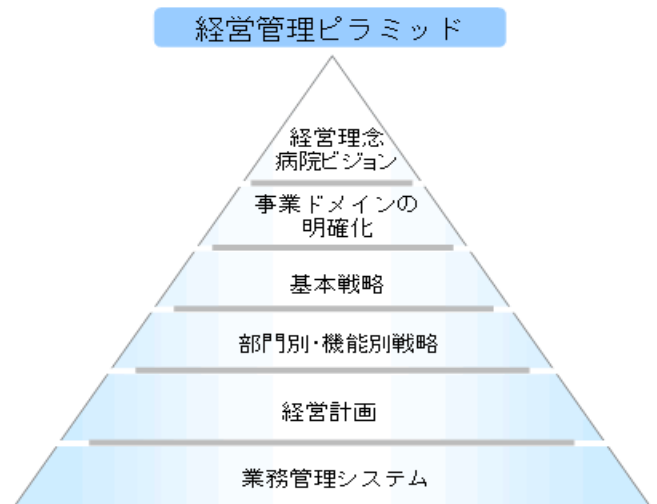 経営管理ピラミッド
経営理念
病院ビジョン
事業ドメインの
明確化
基本戦略
部門別･機能別戦略
経営計画
業務管理システム